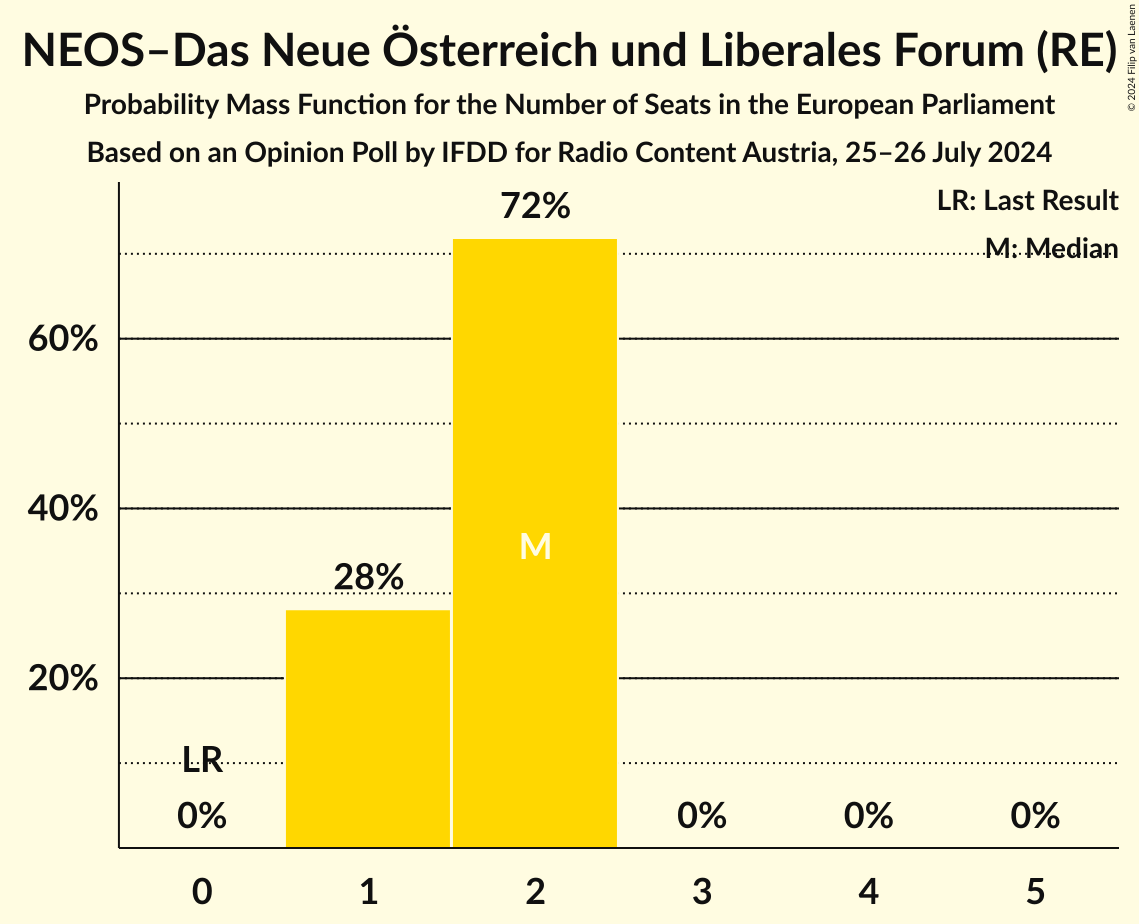 NEOS–Das Neue Österreich und Liberales Forum (RE)
Probability Mass Function for the Number of Seats in the European Parliament
Based on an Opinion Poll by IFDD for Radio Content Austria, 25–26 July 2024
© 2024 Filip van Laenen
LR: Last Result
M: Median
72%
60%
40%
M
28%
20%
LR
0% 0% 0% 0%
0 1 2 3 4 5